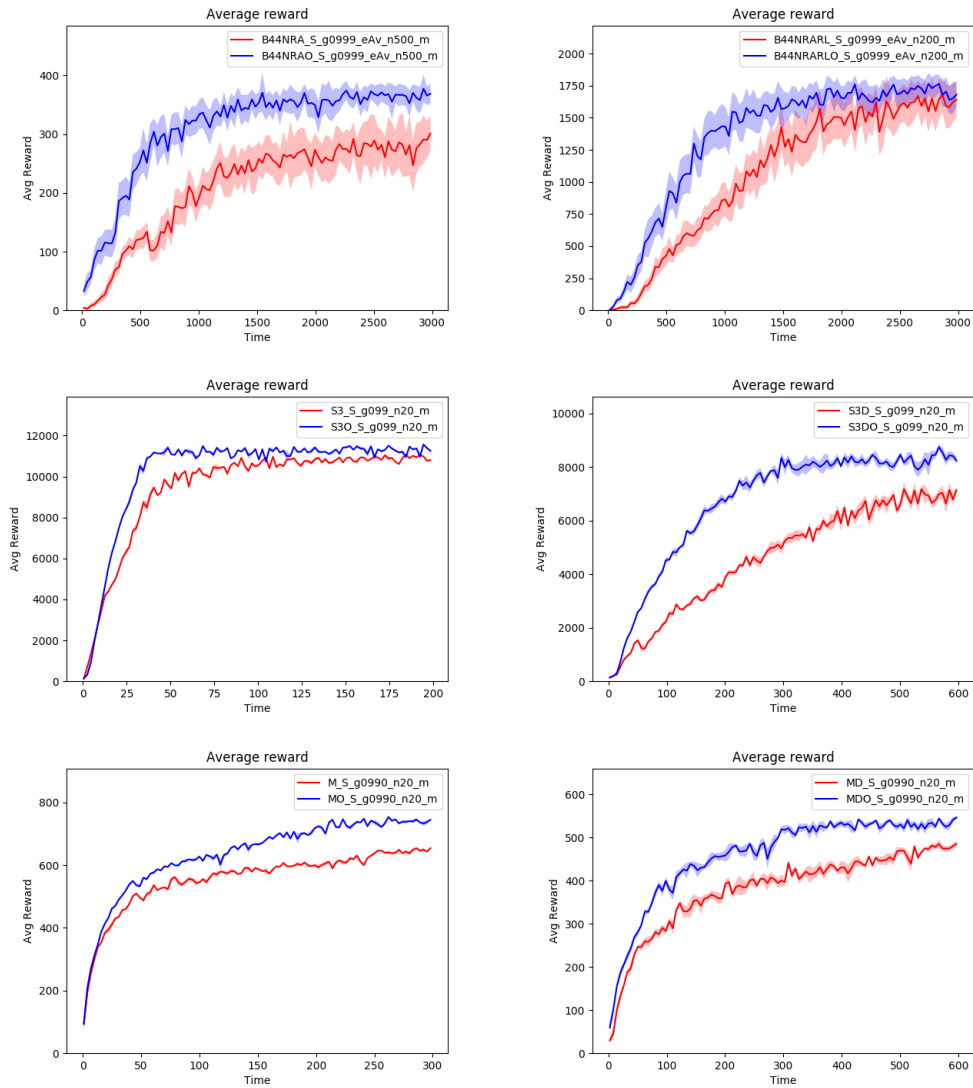 Average reward
B44NRA_S_g0999_eAv_n500_m
B44NRAO_S_g0999_eAv_n500_m
Avg Reward
400
300
200
100
0
0 500 1000 1500 2000 2500 3000
Time
Average reward
B44NRARL_S_g0999_eAv_n200_m
B44NRARLO_S_g0999_eAv_n200_m
Avg Reward
2000
1750
1500
1250
1000
750
500
250
0
0 500 1000 1500 2000 2500 3000
Time
Average reward
S3_S_g099_n20_m
S3O_S_g099_n20_m
Avg Reward
12000
10000
8000
6000
4000
2000
0
0 25 50 75 100 125 150 175 200
Time
Average reward
S3D_S_g099_n20_m
S3DO_S_g099_n20_m
Avg Reward
10000
8000
6000
4000
2000
0
0 100 200 300 400 500 600
Time
Average reward
M_S_g0990_n20_m
MO_S_g0990_n20_m
Avg Reward
800
600
400
200
0
0 50 100 150 200 250 300
Time
Average reward
MD_S_g0990_n20_m
MDO_S_g0990_n20_m
Avg Reward
600
500
400
300
200
100
0
0 100 200 300 400 500 600
Time